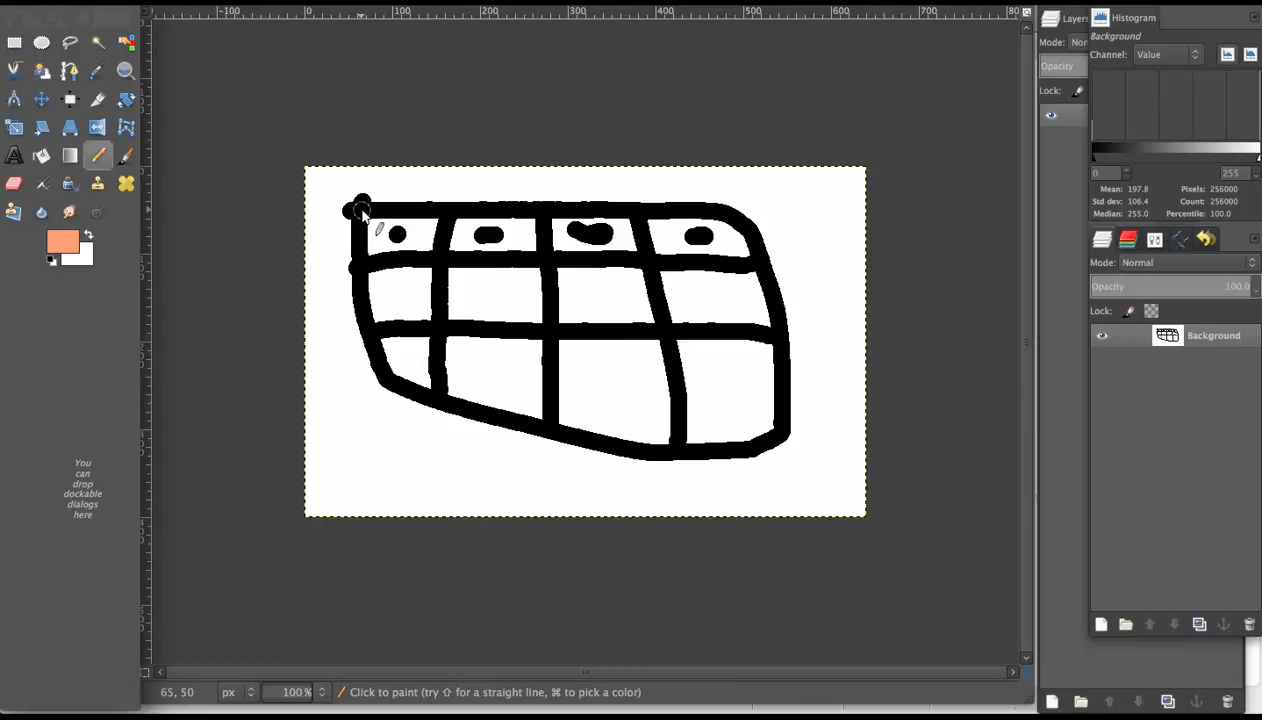 -100 0 100 200 300 400 500 600 700 80
Layers
Histogram
Background
Mode: Nor
Channel: Value
Opacity
Lock:
0 255
Mean: 197.8 Pixels: 256000
Std dev: 106.4 Count: 256000
Median: 255.0 Percentile: 100.0
Mode: Normal
Opacity 100.0
Lock:
Background
You
can
drop
dockable
dialogs
here
65, 50 px 100% Click to paint (try ⇧ for a straight line, ⌘ to pick a color)